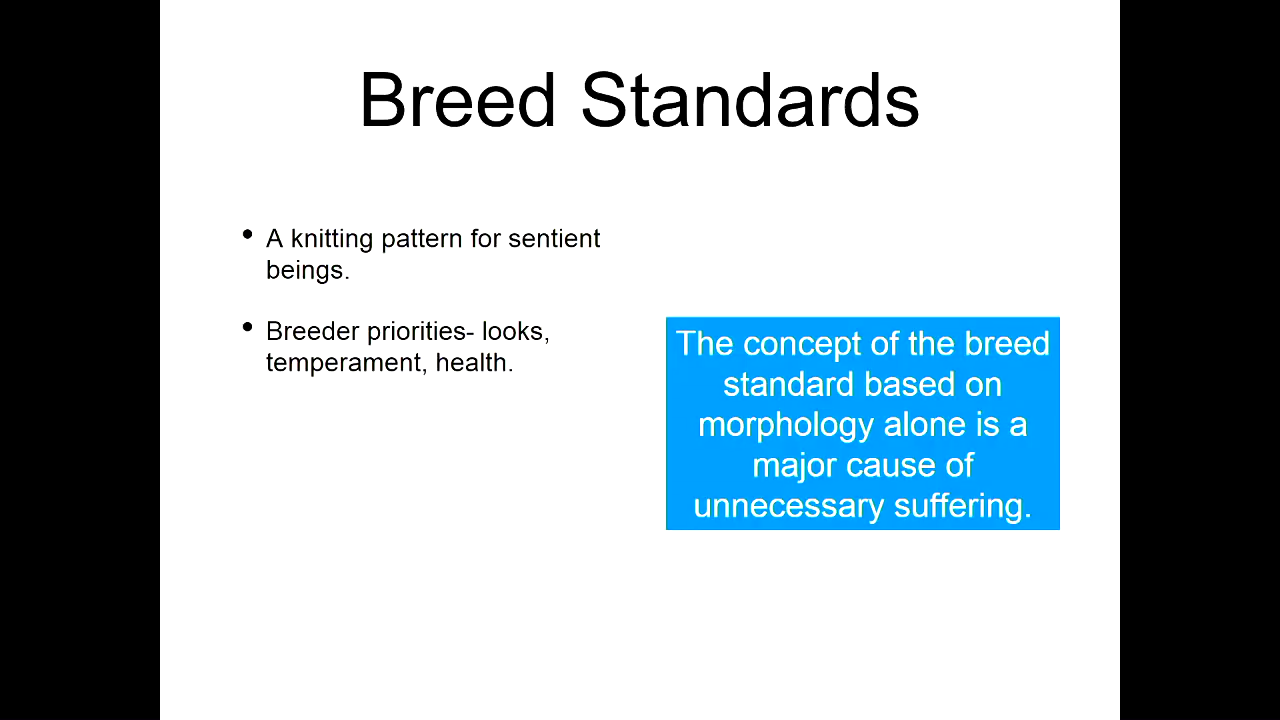 Breed Standards
• A knitting pattern for sentient
beings.
• Breeder priorities- looks,
temperament, health.
The concept of the breed
standard based on
morphology alone is a
major cause of
unnecessary suffering.